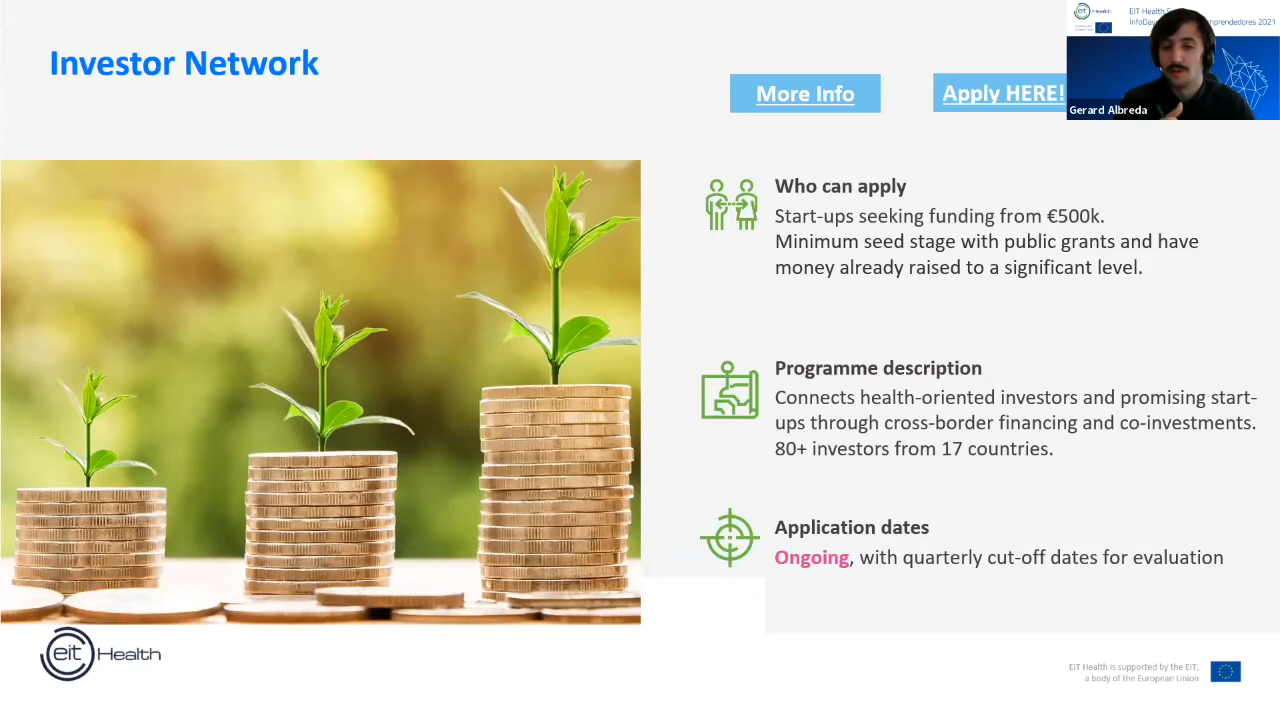 Investor Network
More Info
Apply HERE!
eit Health
EIT Health
InfoDay
mprendedores 2021
Gerard Albreda
Who can apply
Start-ups seeking funding from €500k.
Minimum seed stage with public grants and have
money already raised to a significant level.
Programme description
Connects health-oriented investors and promising start-
ups through cross-border financing and co-investments.
80+ investors from 17 countries.
Application dates
Ongoing, with quarterly cut-off dates for evaluation
eit Health
EIT Health is supported by the EIT,
a body of the European Union